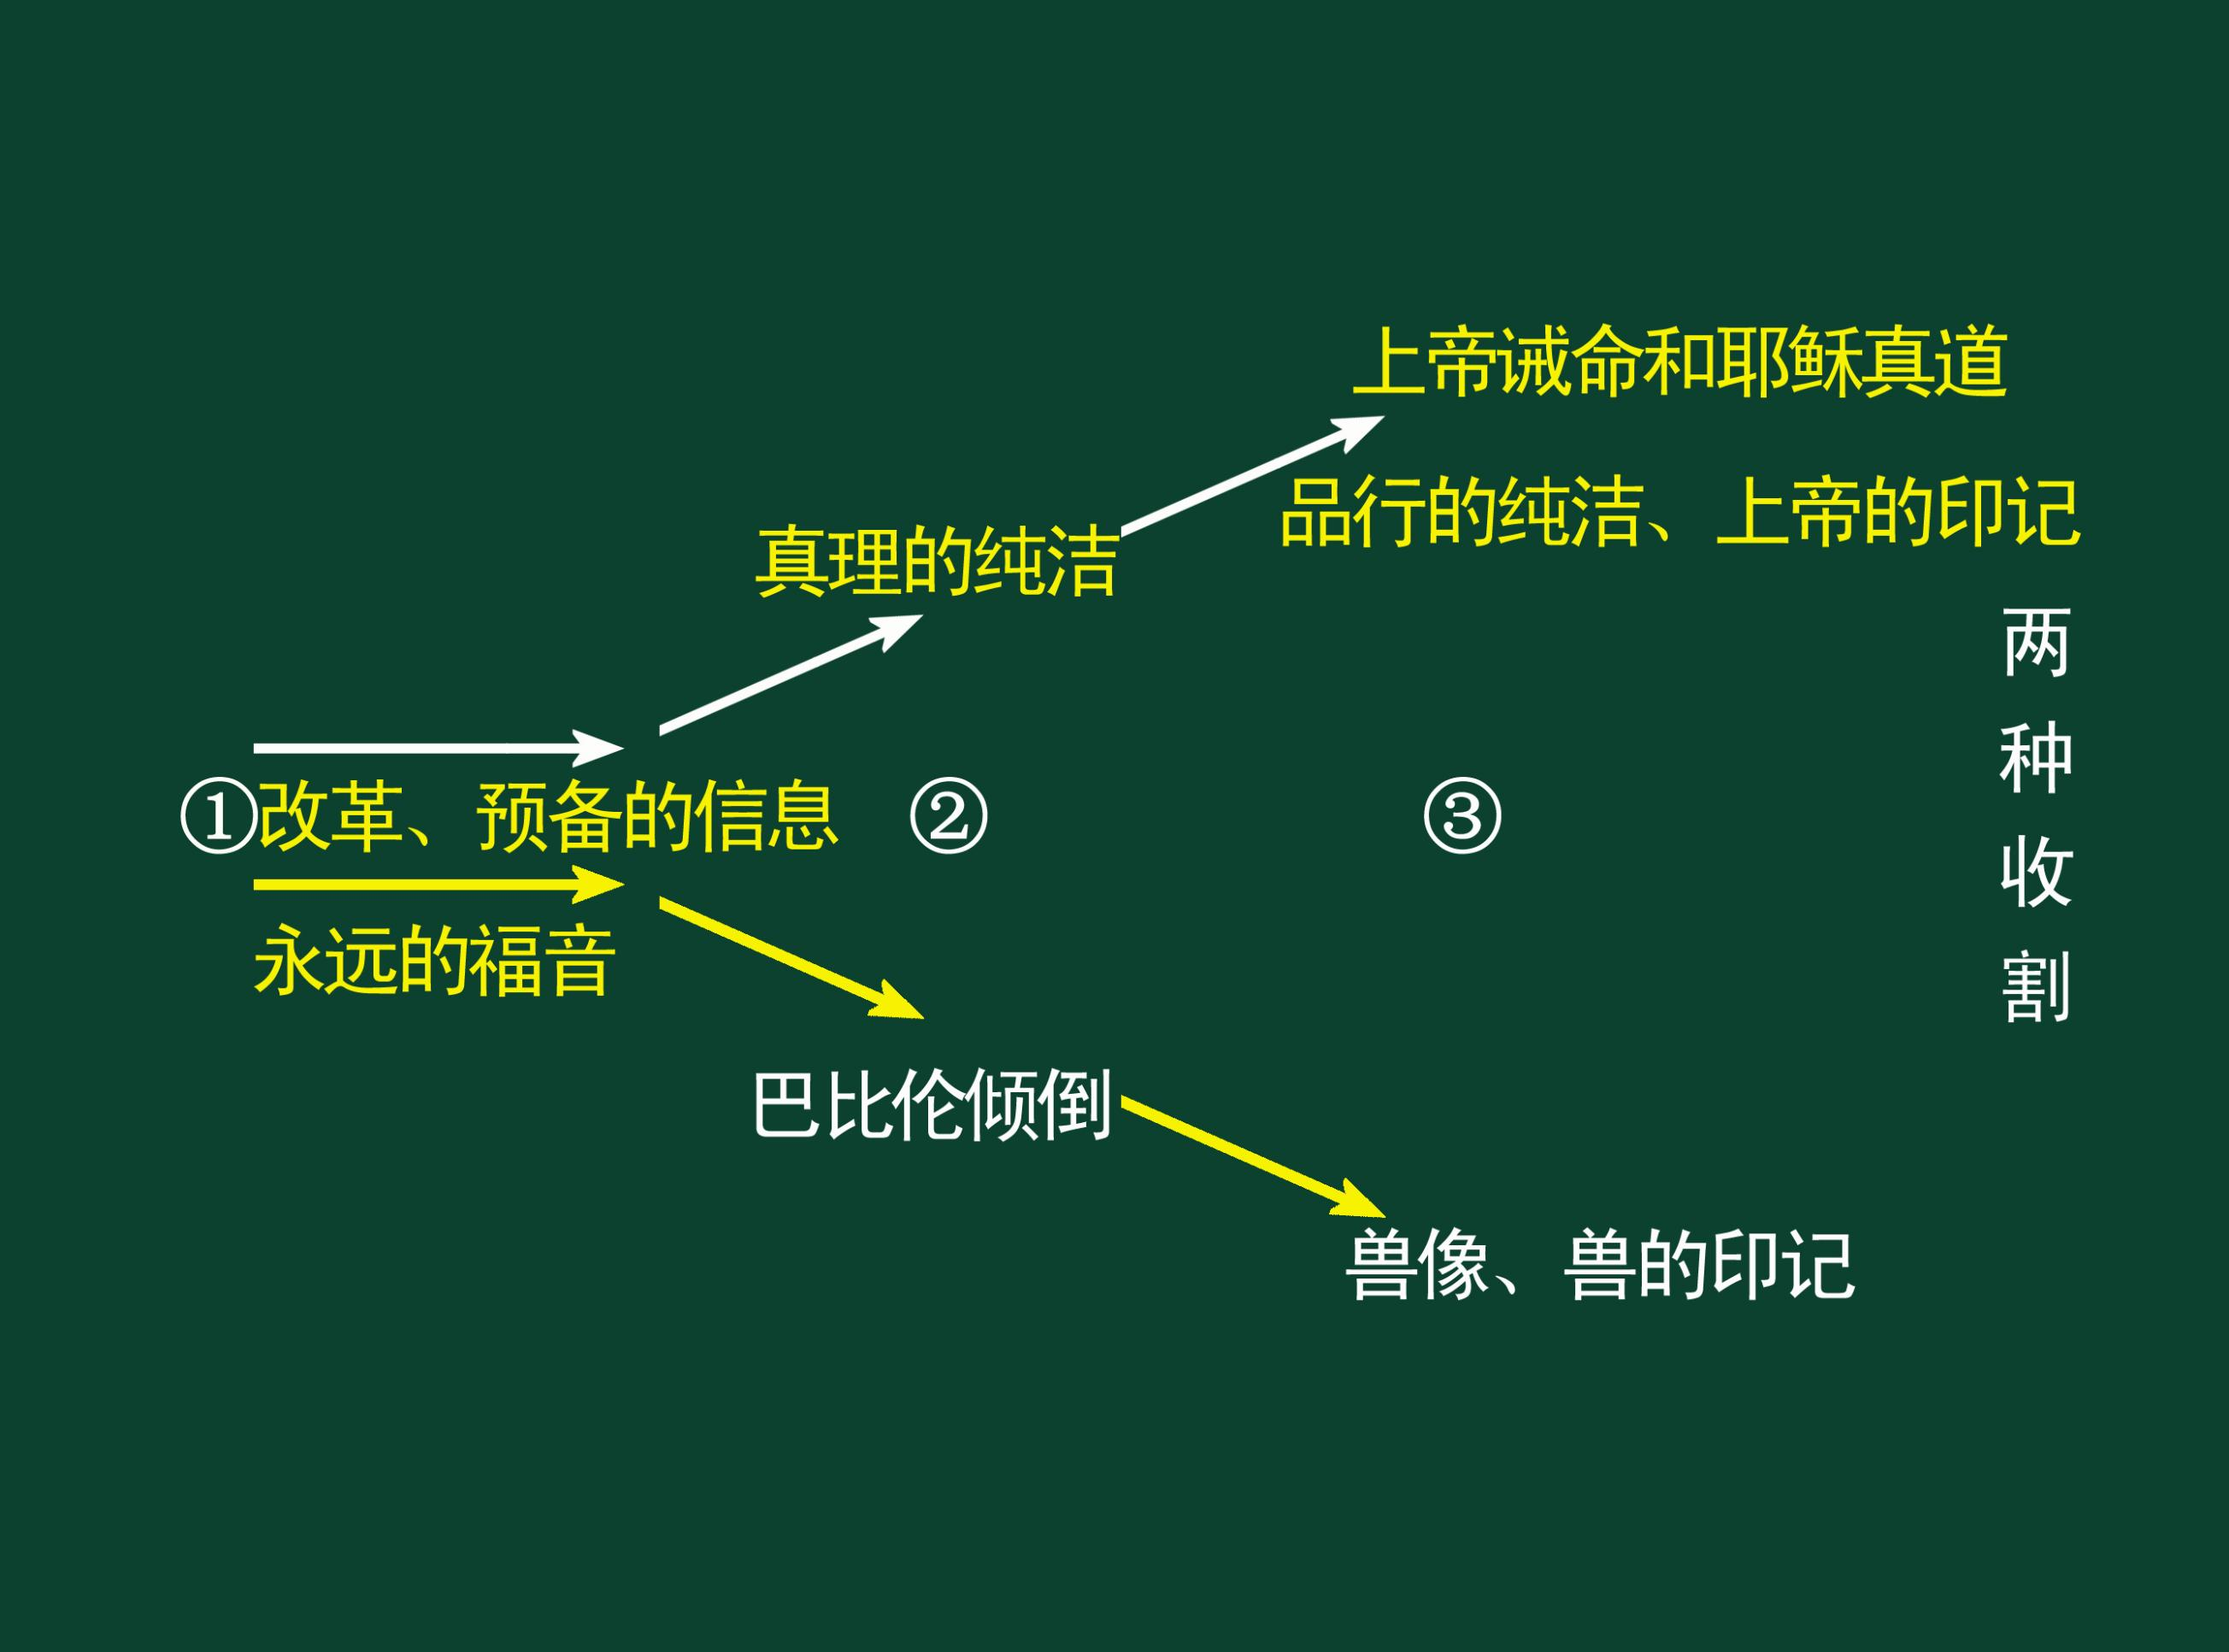 上帝诫命和耶稣真道
品行的纯洁、上帝的印记
真理的纯洁
①改革、预备的信息
②
③
永远的福音
巴比伦倾倒
兽像、兽的印记
两种收割